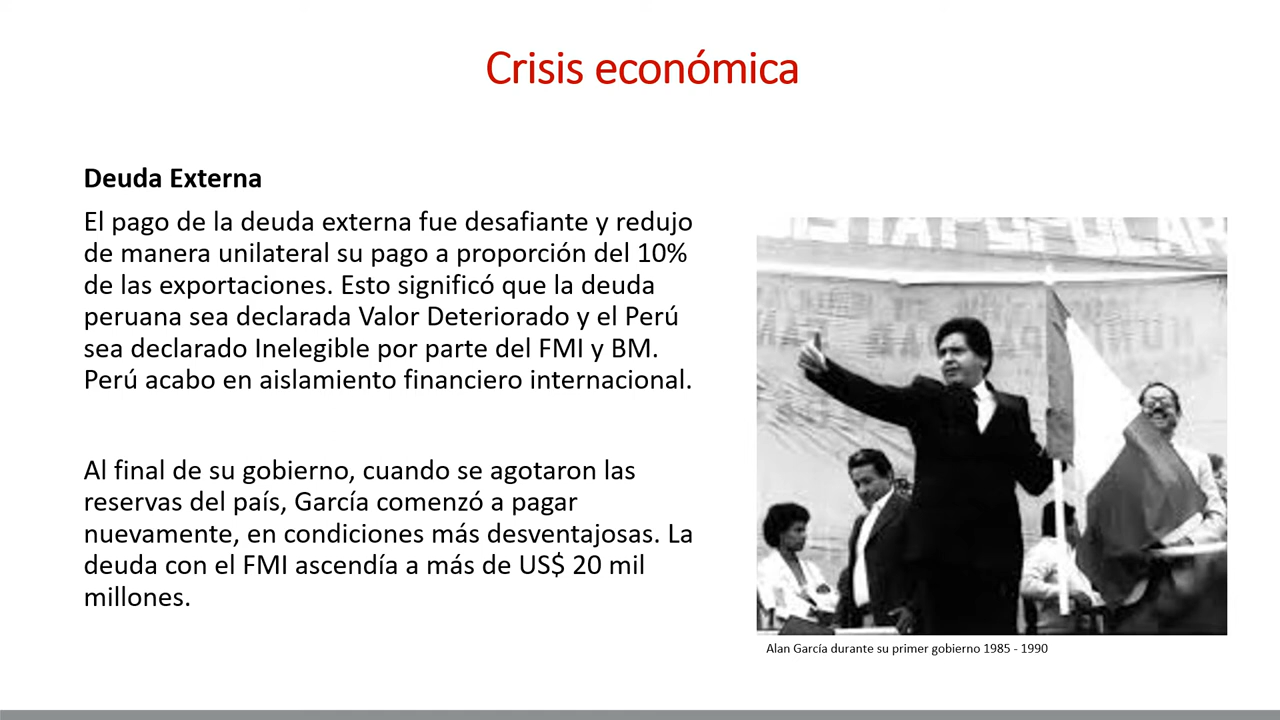 Crisis económica
Deuda Externa
El pago de la deuda externa fue desafiante y redujo
de manera unilateral su pago a proporción del 10%
de las exportaciones. Esto significó que la deuda
peruana sea declarada Valor Deteriorado y el Perú
sea declarado Inelegible por parte del FMI y BM.
Perú acabo en aislamiento financiero internacional.
Al final de su gobierno, cuando se agotaron las
reservas del país, García comenzó a pagar
nuevamente, en condiciones más desventajosas. La
deuda con el FMI ascendía a más de US$ 20 mil
millones.
POPULAR
Alan García durante su primer gobierno 1985 - 1990